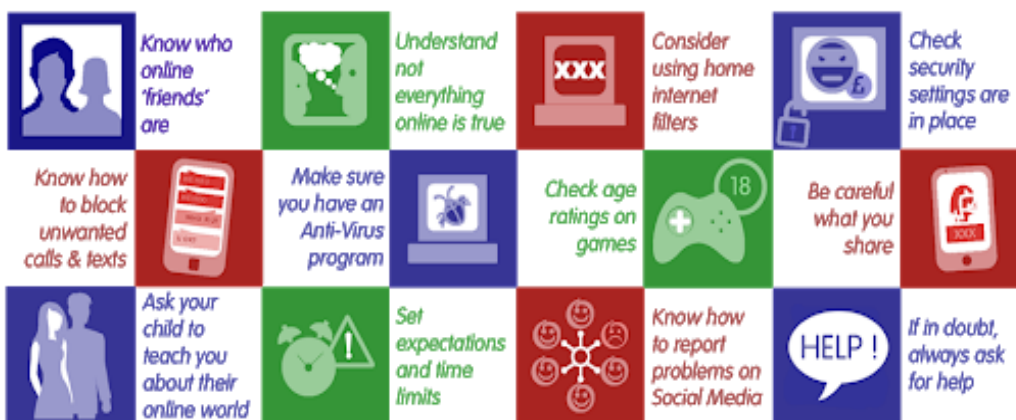 Know who
online
'friends'
are
Understand
not
everything
online is true
XXX
Consider
using home
internet
filters
£
Check
security
settings are
in place
Know how
to block
unwanted
calls & texts
Make sure
you have an
Anti-Virus
program
Check age
ratings on
games
18
Be careful
what you
share
XXX
Ask your
child to
teach you
about their
online world
!
Set
expectations
and time
limits
Know how
to report
problems on
Social Media
HELP !
If in doubt,
always ask
for help